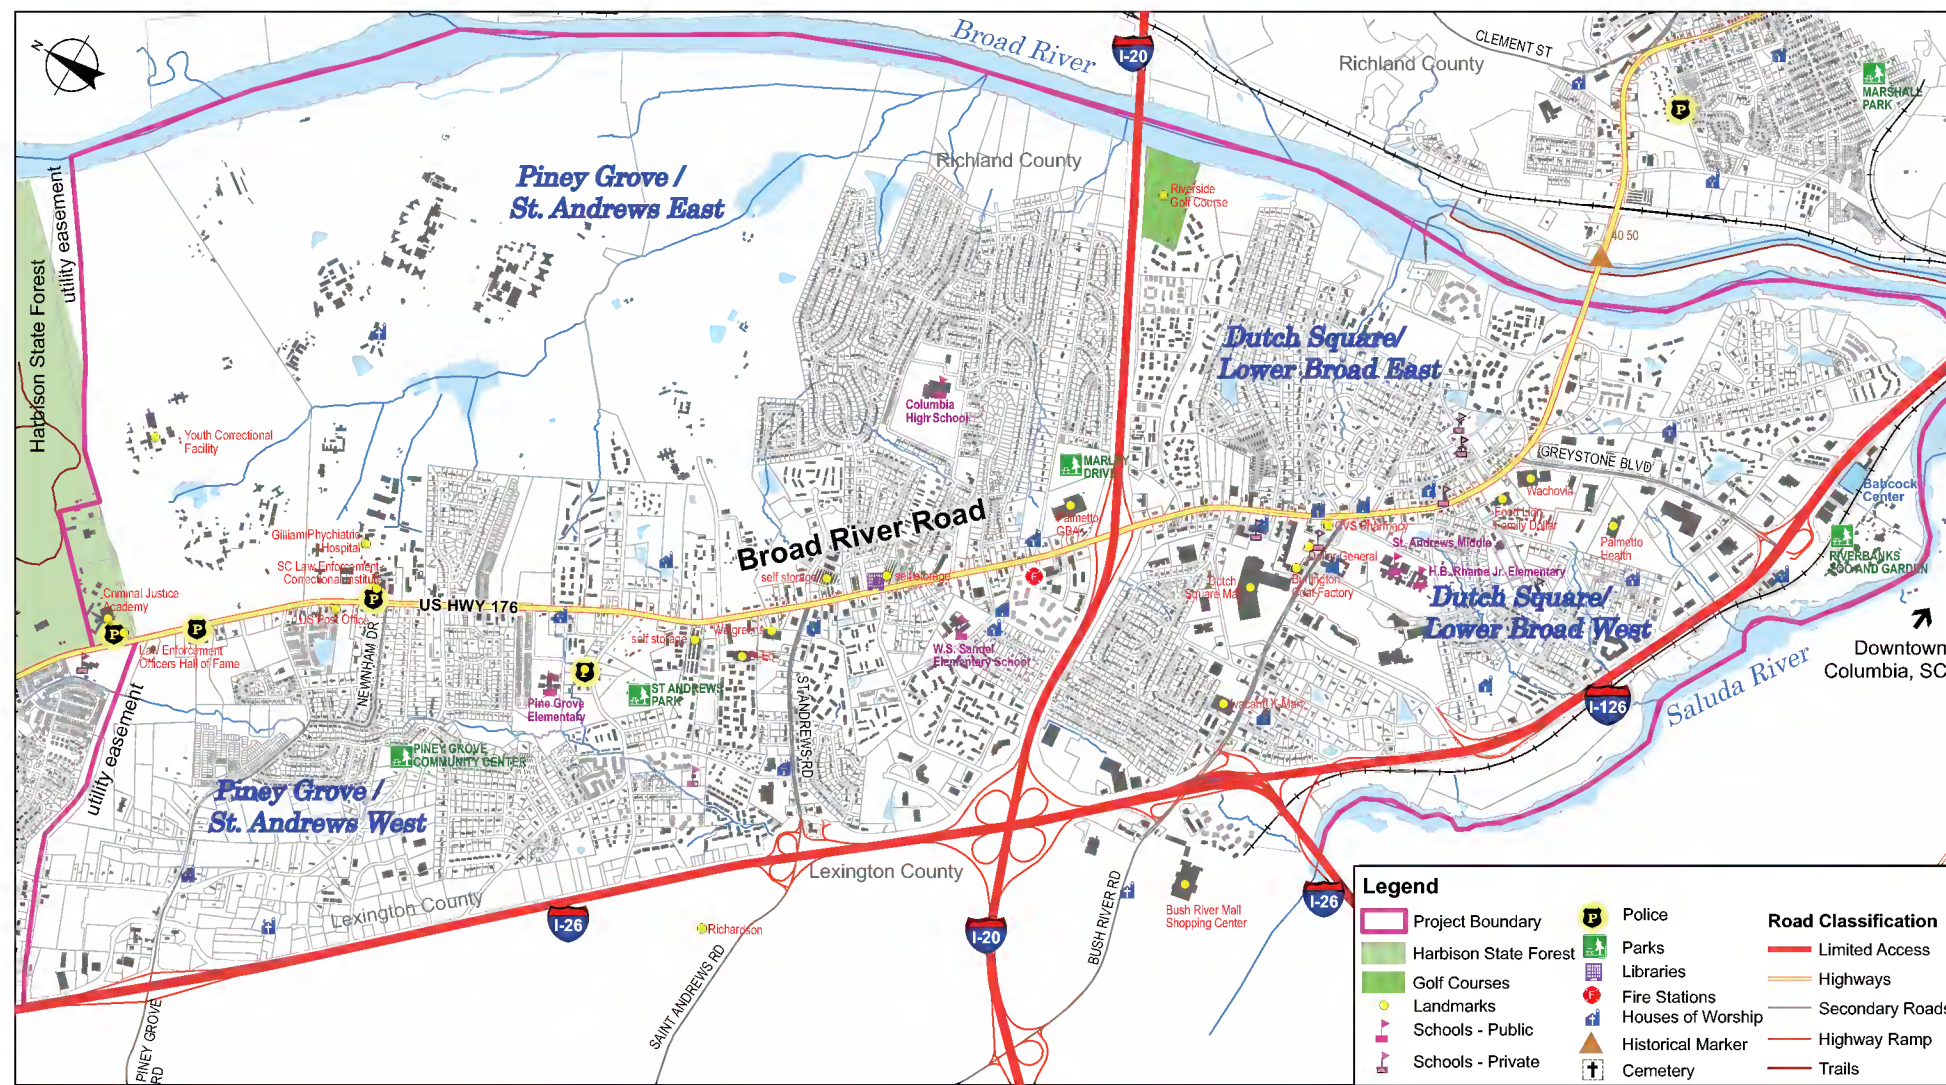 N
Broad River
I-20
Richland County
CLEMENT ST
MARSHALL
PARK
P
utility easement
Harbison State Forest
Piney Grove /
St. Andrews East
Richland County
Riverside
Golf Course
40 50
Dutch Square/
Lower Broad East
Columbia
High School
Youth Correctional
Facility
MARLEY
DRIVE
GREYSTONE BLVD
Wachovia
Babcock
Center
Broad River Road
Palmetto
GBA
Food Lion
Family Dollar
CVS Pharmacy
Palmetto
Health
Gilliam Phychiatric
Hospital
SC Law Enforcement
Correctional Institute
St. Andrews Middle
Dollar General
H.B. Rhame Jr. Elementary
RIVERBANKS
ZOO AND GARDEN
self storage
self storage
F
Dutch
Square Mall
Burlington
Coat Factory
Criminal Justice
Academy
P
P
P
US HWY 176
US Post Office
Dutch Square/
Lower Broad West
Law Enforcement
Officers Hall of Fame
NEWNHAM DR
self storage
Walgreens
W.S. Sandel
Elementary School
Downtown
Columbia, SC
P
Pine Grove
Elementary
ST ANDREWS
PARK
ST ANDREWS RD
vacant K-Mart
I-126
Saluda River
utility easement
PINEY GROVE
COMMUNITY CENTER
Piney Grove /
St. Andrews West
Lexington County
Lexington County
I-26
Richardson
I-20
BUSH RIVER RD
Bush River Mall
Shopping Center
I-26
SAINT ANDREWS RD
PINEY GROVE
RD
Legend
Project Boundary
Harbison State Forest
Golf Courses
Landmarks
Schools - Public
Schools - Private
P
Police
Parks
Libraries
F
Fire Stations
Houses of Worship
Historical Marker
Cemetery
Road Classification
Limited Access
Highways
Secondary Roads
Highway Ramp
Trails